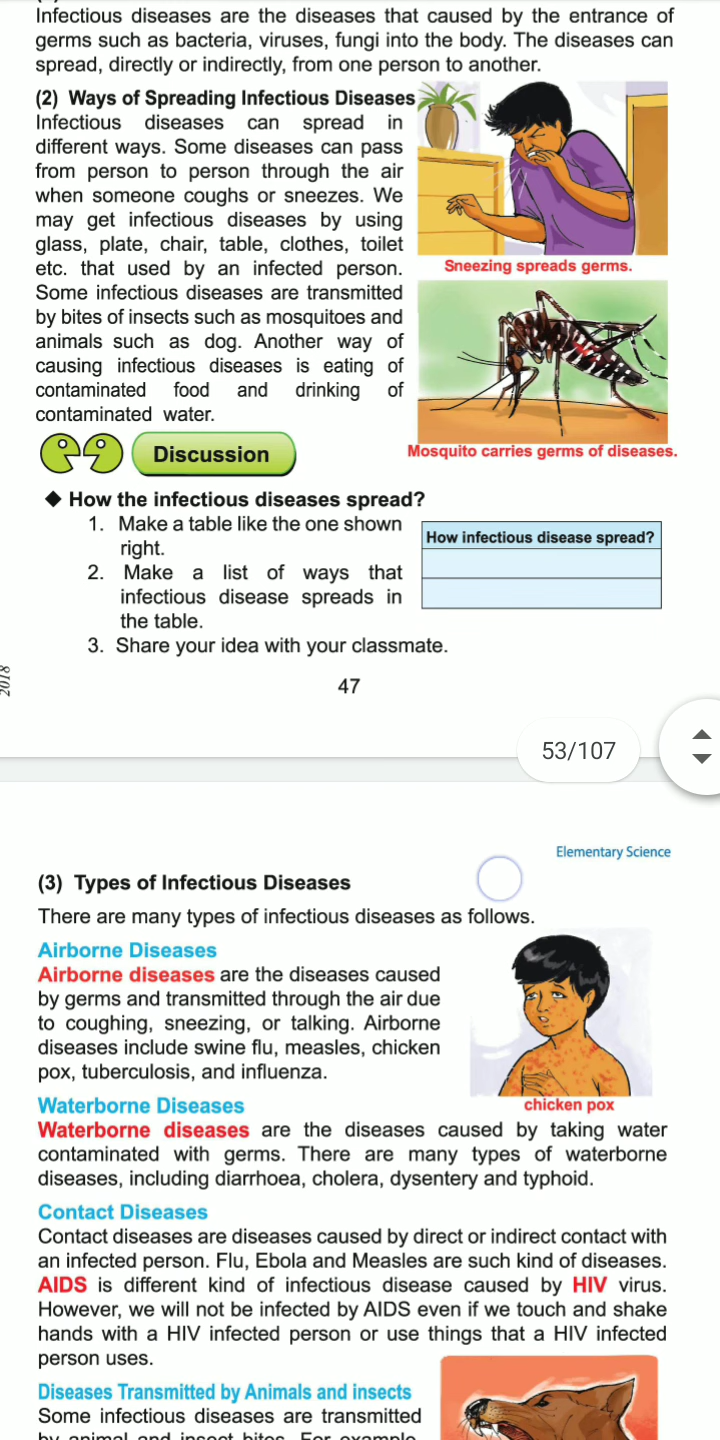 Infectious diseases are the diseases that caused by the entrance of
germs such as bacteria, viruses, fungi into the body. The diseases can
spread, directly or indirectly, from one person to another.
(2) Ways of Spreading Infectious Diseases
Infectious diseases can spread in
different ways. Some diseases can pass
from person to person through the air
when someone coughs or sneezes. We
may get infectious diseases by using
glass, plate, chair, table, clothes, toilet
etc. that used by an infected person.
Some infectious diseases are transmitted
by bites of insects such as mosquitoes and
animals such as dog. Another way of
causing infectious diseases is eating of
contaminated food and drinking of
contaminated water.
Sneezing spreads germs.
Mosquito carries germs of diseases.
Discussion
◆ How the infectious diseases spread?
1. Make a table like the one shown
right.
2. Make a list of ways that
infectious disease spreads in
the table.
3. Share your idea with your classmate.
How infectious disease spread?
2018
47
53/107
Elementary Science
(3) Types of Infectious Diseases
There are many types of infectious diseases as follows.
Airborne Diseases
Airborne diseases are the diseases caused
by germs and transmitted through the air due
to coughing, sneezing, or talking. Airborne
diseases include swine flu, measles, chicken
pox, tuberculosis, and influenza.
chicken pox
Waterborne Diseases
Waterborne diseases are the diseases caused by taking water
contaminated with germs. There are many types of waterborne
diseases, including diarrhoea, cholera, dysentery and typhoid.
Contact Diseases
Contact diseases are diseases caused by direct or indirect contact with
an infected person. Flu, Ebola and Measles are such kind of diseases.
AIDS is different kind of infectious disease caused by HIV virus.
However, we will not be infected by AIDS even if we touch and shake
hands with a HIV infected person or use things that a HIV infected
person uses.
Diseases Transmitted by Animals and insects
Some infectious diseases are transmitted
by animal and insect bites. For example,